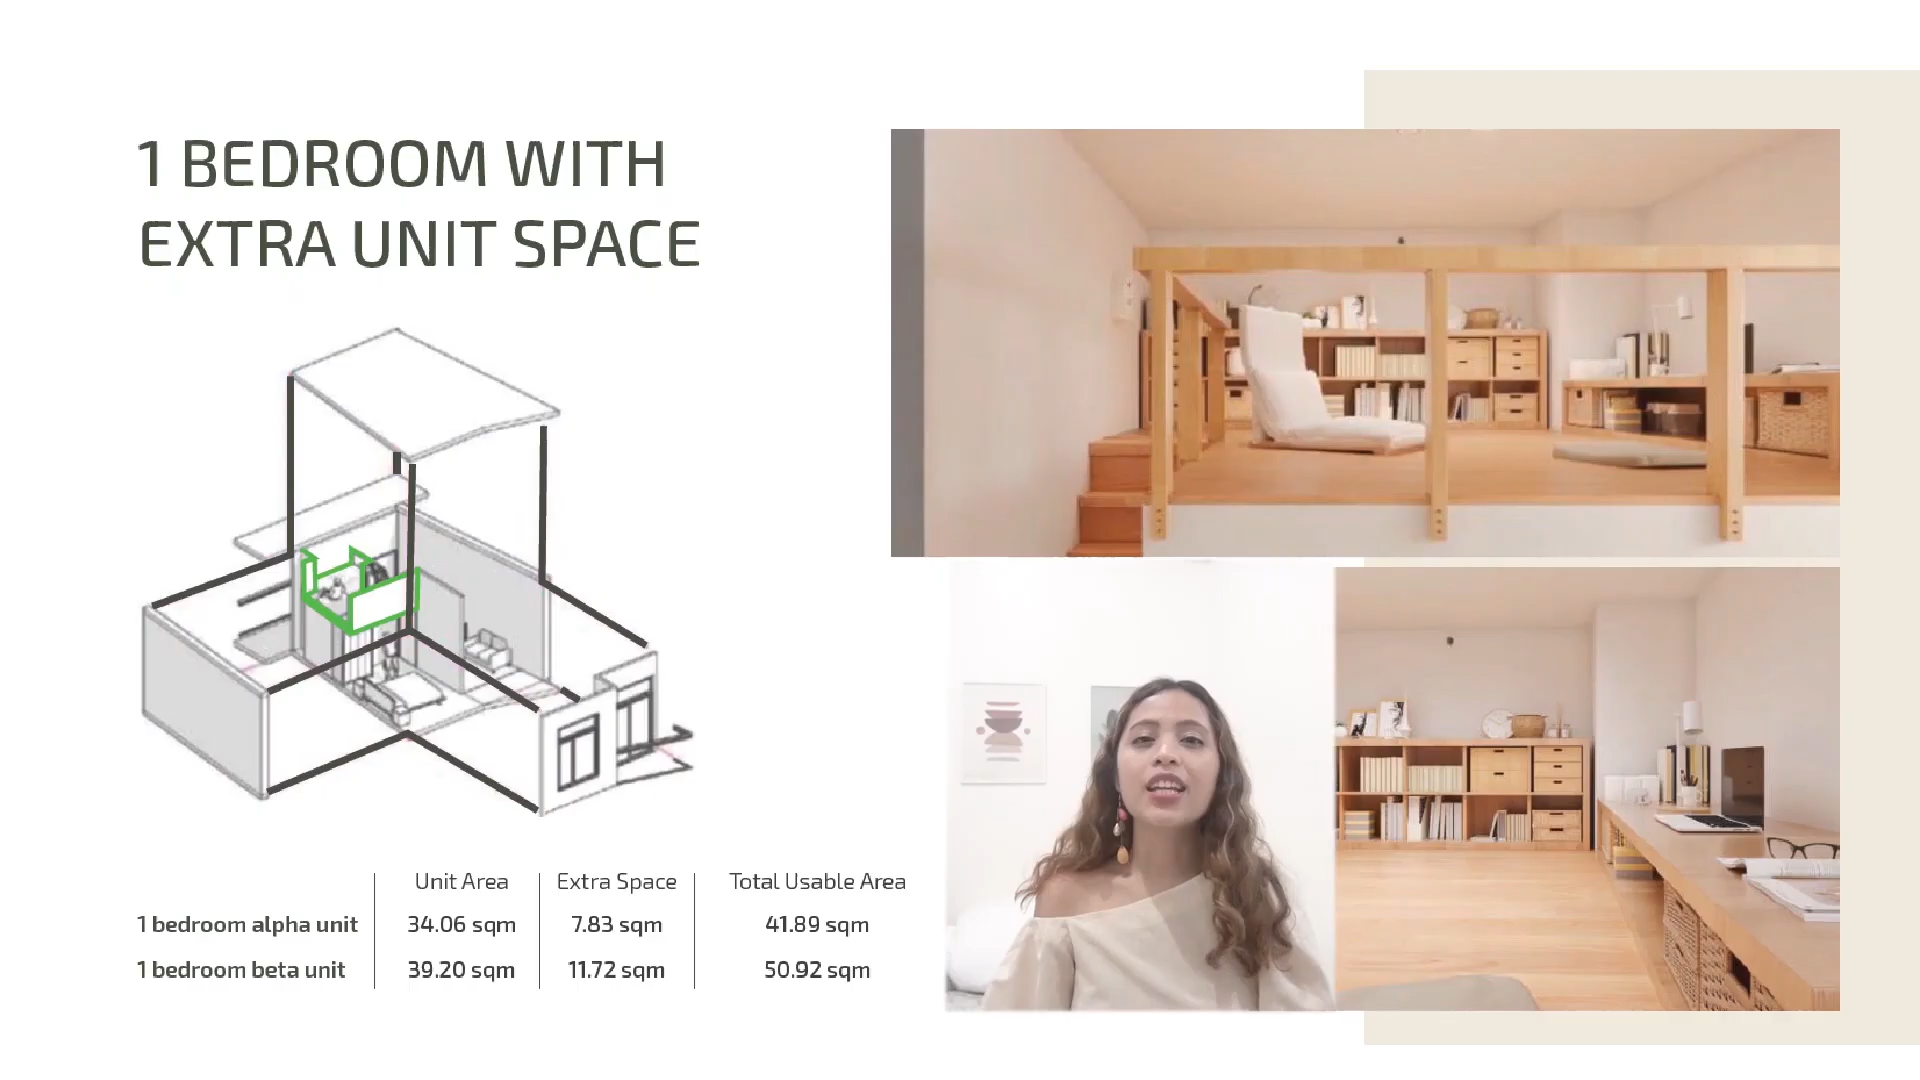 1 BEDROOM WITH
EXTRA UNIT SPACE
Unit Area Extra Space Total Usable Area
1 bedroom alpha unit 34.06 sqm 7.83 sqm 41.89 sqm
1 bedroom beta unit 39.20 sqm 11.72 sqm 50.92 sqm